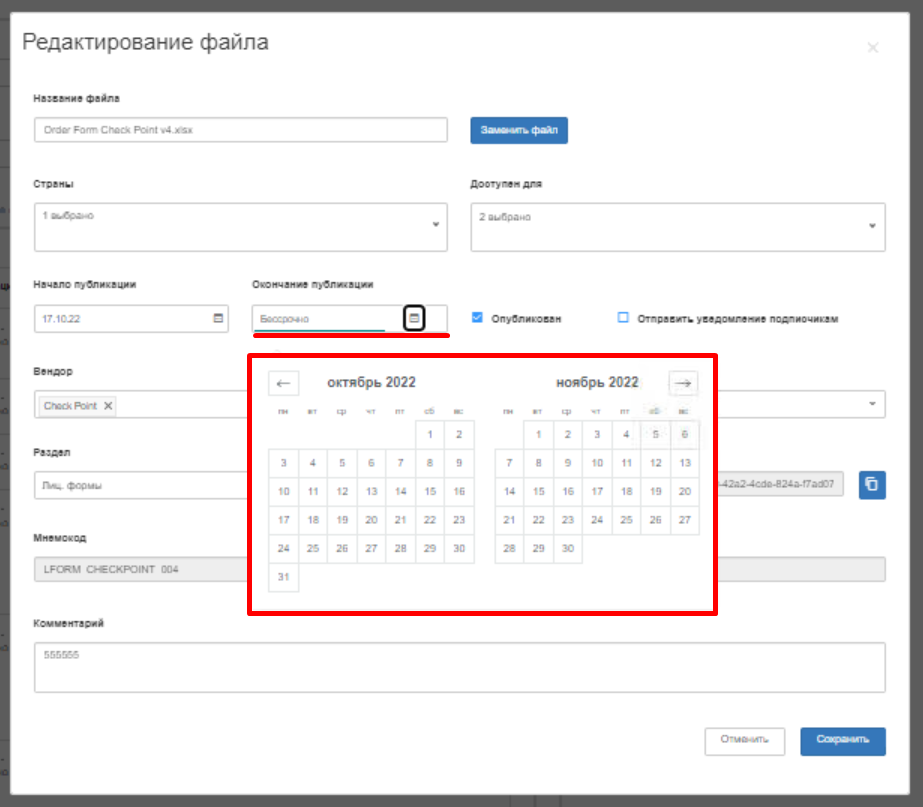 Редактирование файла
Название файла
Order Form Check Point v4.xlsx
Заменить файл
Страны
Доступен для
1 выбрано
2 выбрано
Начало публикации
Окончание публикации
17.10.22
Бессрочно
Опубликован
Отправить уведомление подписчикам
Вендор
Check Point
октябрь 2022
ноябрь 2022
пн вт ср чт пт сб вс
пн вт ср чт пт сб вс
1 2
1 2 3 4 5 6
3 4 5 6 7 8 9
7 8 9 10 11 12 13
10 11 12 13 14 15 16
14 15 16 17 18 19 20
17 18 19 20 21 22 23
21 22 23 24 25 26 27
24 25 26 27 28 29 30
28 29 30
31
Раздел
Лиц. формы
-42a2-4cde-824a-f7ad07
Мнемокод
LFORM_CHECKPOINT_004
Комментарий
555555
Отменить
Сохранить